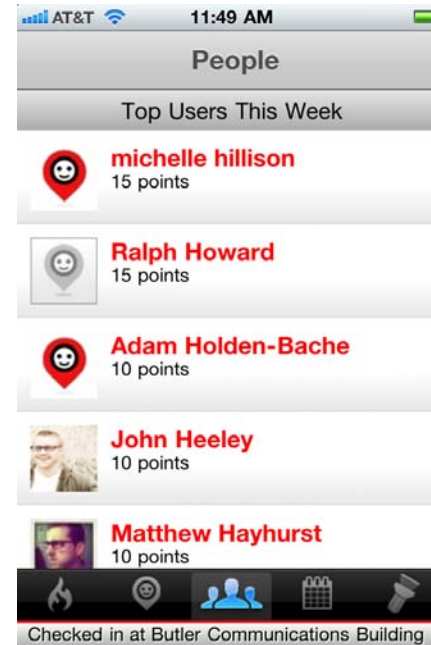 AT&T 11:49 AM
People
Top Users This Week
michelle hillison
15 points
Ralph Howard
15 points
Adam Holden-Bache
10 points
John Heeley
10 points
Matthew Hayhurst
10 points
Checked in at Butler Communications Building